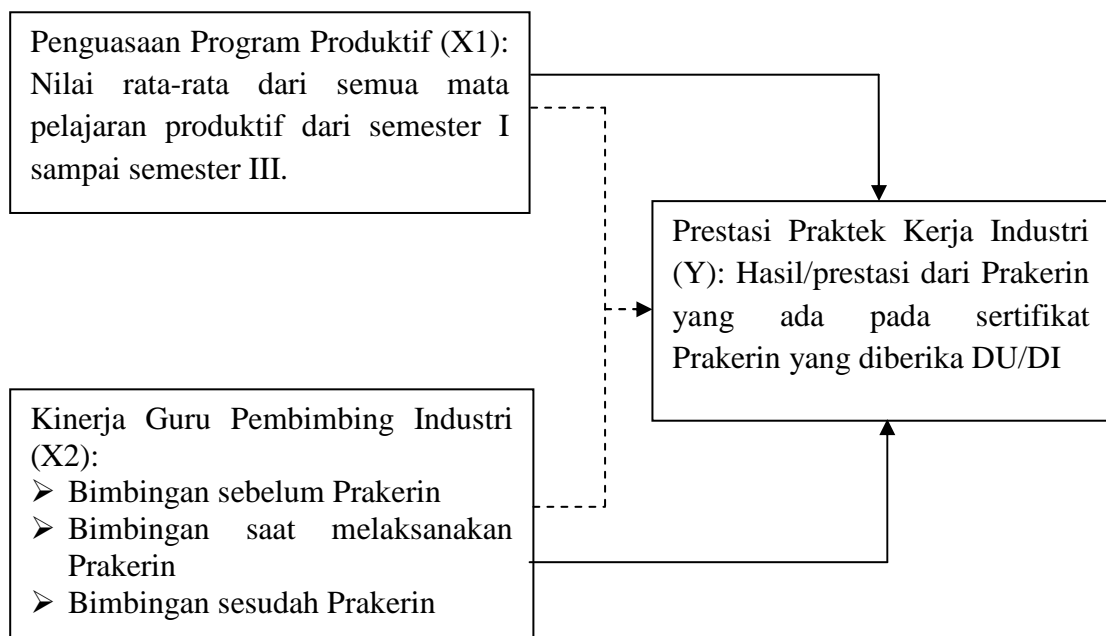 Penguasaan Program Produktif (X1):
Nilai rata-rata dari semua mata
pelajaran produktif dari semester I
sampai semester III.
Prestasi Praktek Kerja Industri
(Y): Hasil/prestasi dari Prakerin
yang ada pada sertifikat
Prakerin yang diberika DU/DI
Kinerja Guru Pembimbing Industri
(X2):
➢ Bimbingan sebelum Prakerin
➢ Bimbingan saat melaksanakan
Prakerin
➢ Bimbingan sesudah Prakerin